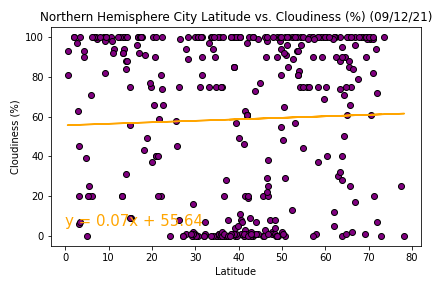 Northern Hemisphere City Latitude vs. Cloudiness (%) (09/12/21)
Cloudiness (%)
100
80
60
40
20
0
y = 0.07x + 55.64
0 10 20 30 40 50 60 70 80
Latitude